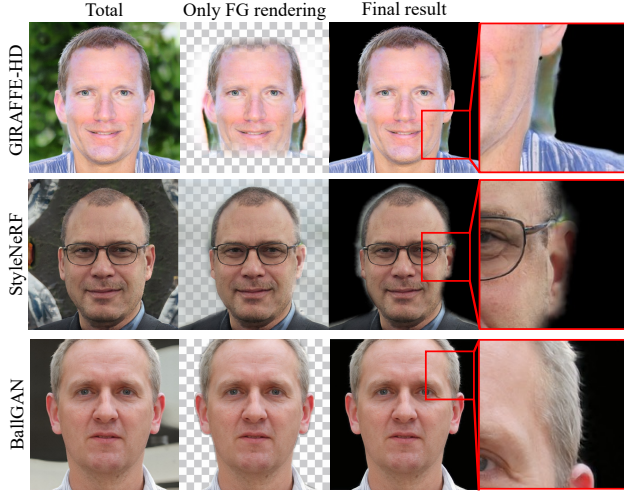 Total
Only FG rendering
Final result
GIRAFFE-HD
StyleNeRF
BallGAN